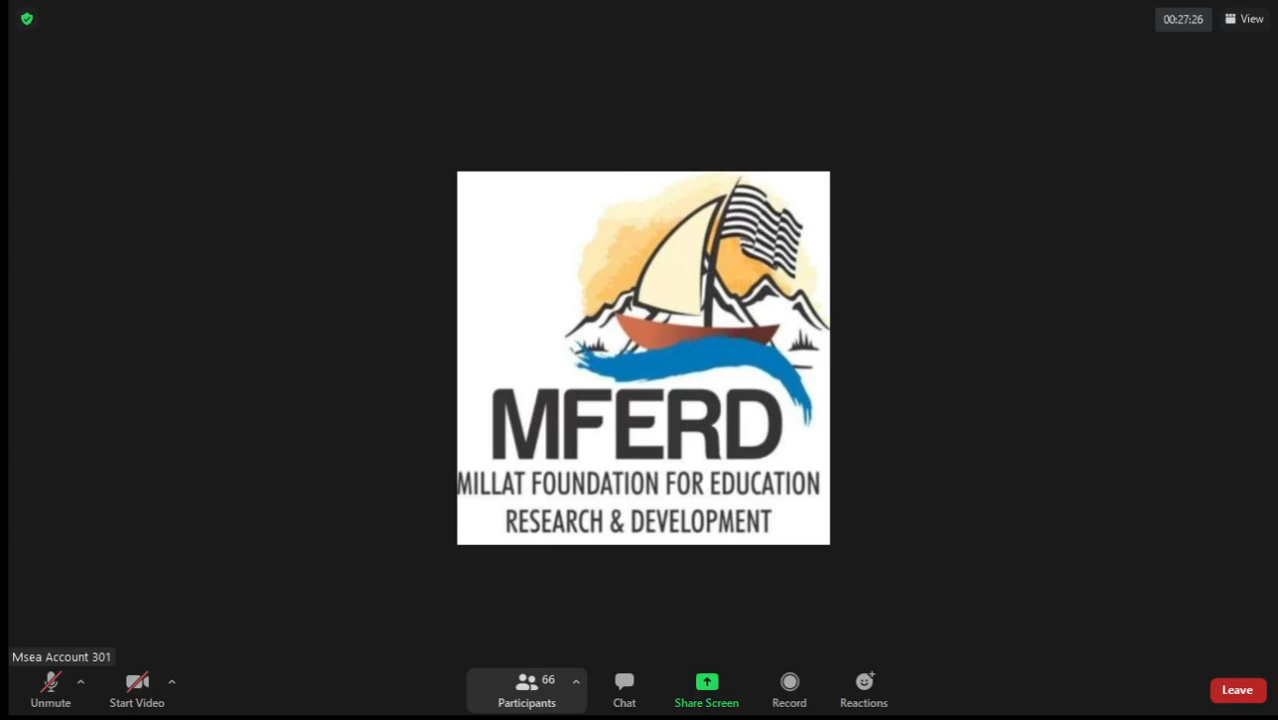 00:27:26 View
MFERD
MILLAT FOUNDATION FOR EDUCATION
RESEARCH & DEVELOPMENT
Msea Account 301
Unmute Start Video 66 Participants Chat Share Screen Record Reactions Leave